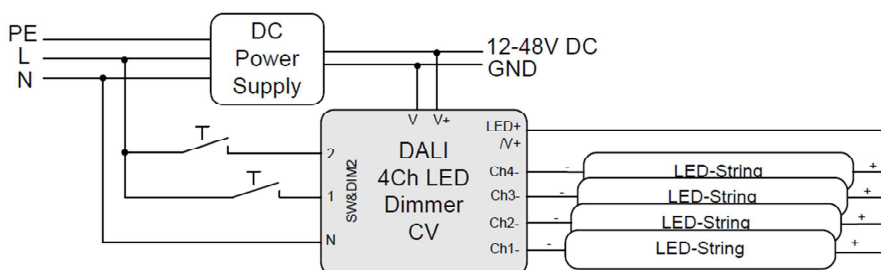 PE
L
N
DC
Power
Supply
12-48V DC
GND
V V+
T
T
2
1
N
SW&DIM2
DALI
4Ch LED
Dimmer
CV
LED+
/V+
Ch4-
Ch3-
Ch2-
Ch1-
- LED-String +
- LED-String +
- LED-String +
- LED-String +